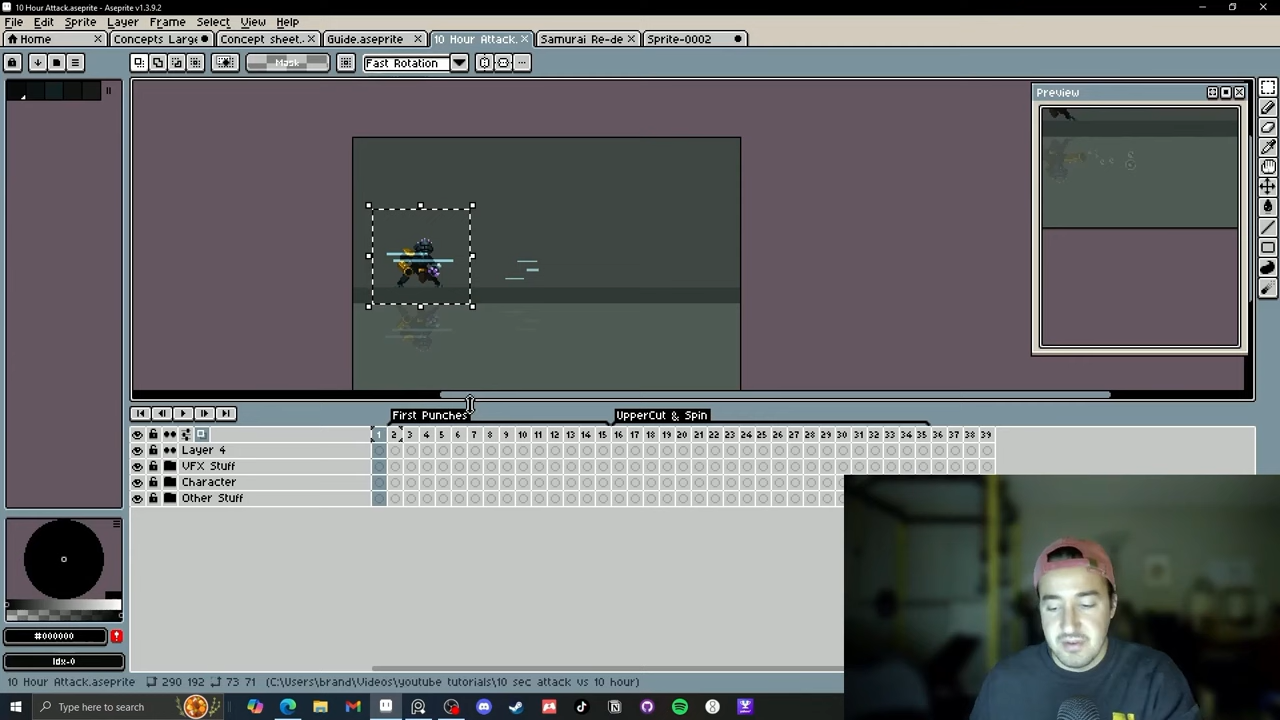 10 Hour Attack.aseprite - Aseprite v1.3.9.2
File Edit Sprite Layer Frame Select View Help
Home Concepts Large Concept sheet. Guide.aseprite 10 Hour Attack. Samurai Re-de Sprite-0002
Mask Fast Rotation
Preview
First Punches UpperCut & Spin
1 2 3 4 5 6 7 8 9 10 11 12 13 14 15 16 17 18 19 20 21 22 23 24 25 26 27 28 29 30 31 32 33 34 35 36 37 38 39
Layer 4
VFX Stuff
Character
Other Stuff
#000000
Idx-0
10 Hour Attack.aseprite 290 192 73 71 (C:\Users\brand\Videos\youtube tutorials\10 sec attack vs 10 hour)
Type here to search